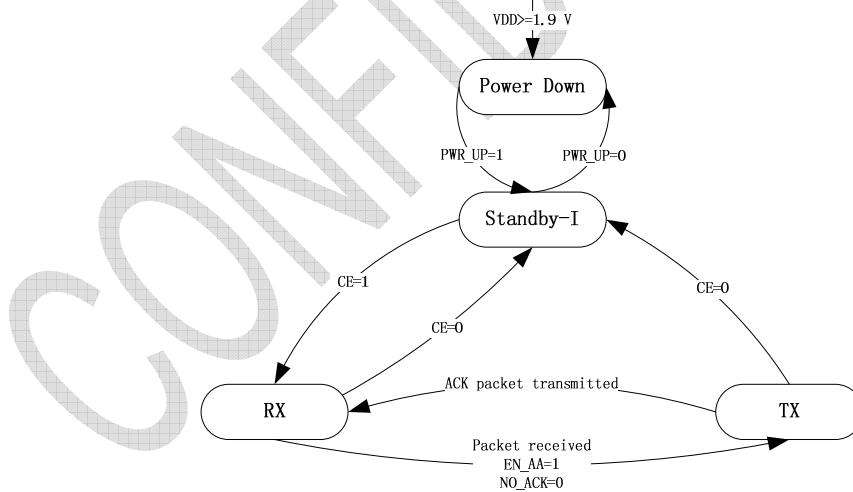 VDD>=1.9 V
Power Down
PWR_UP=1
PWR_UP=0
Standby-I
CE=1
CE=0
CE=0
ACK packet transmitted
RX
TX
Packet received
EN_AA=1
NO_ACK=0